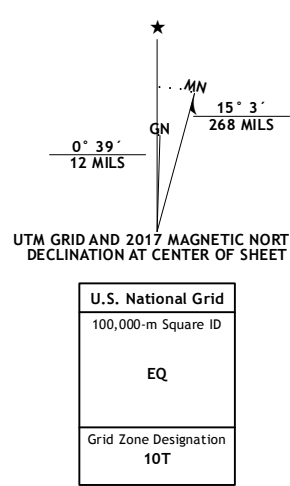 ★
MN
15° 3´
268 MILS
GN
0° 39´
12 MILS
UTM GRID AND 2017 MAGNETIC NORT
DECLINATION AT CENTER OF SHEET
U.S. National Grid
100,000-m Square ID
EQ
Grid Zone Designation
10T